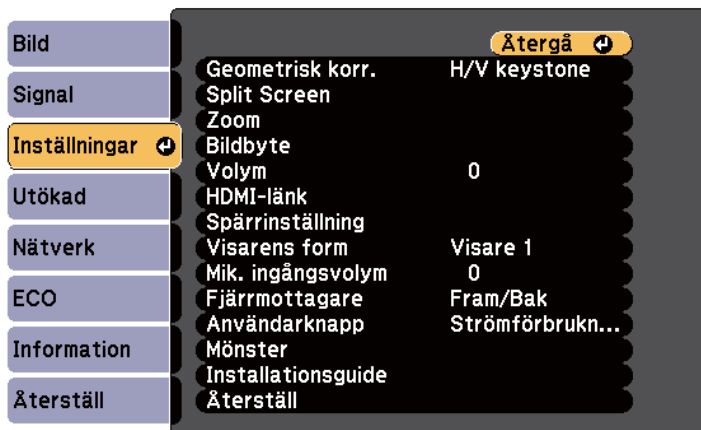 Bild
Signal
Inställningar
Utökad
Nätverk
ECO
Information
Återställ
Återgå
Geometrisk korr. H/V keystone
Split Screen
Zoom
Bildbyte
Volym 0
HDMI-länk
Spärrinställning
Visarens form Visare 1
Mik. ingångsvolym 0
Fjärrmottagare Fram/Bak
Användarknapp Strömförbrukn...
Mönster
Installationsguide
Återställ